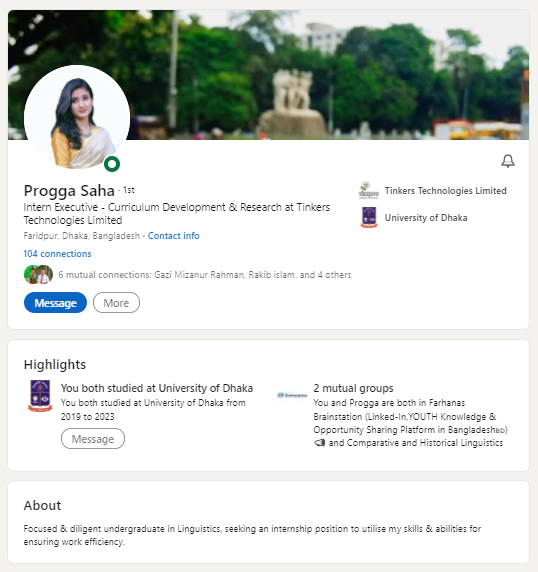 Progga Saha · 1st
Intern Executive - Curriculum Development & Research at Tinkers
Technologies Limited
Faridpur, Dhaka, Bangladesh · Contact info
104 connections
6 mutual connections: Gazi Mizanur Rahman, Rakib islam, and 4 others
Message
More
Tinkers Technologies Limited
University of Dhaka
Highlights
You both studied at University of Dhaka
You both studied at University of Dhaka from
2019 to 2023
Message
2 mutual groups
You and Progga are both in Farhanas
Brainstation (Linked-In,YOUTH Knowledge &
Opportunity Sharing Platform in Bangladesh🇧🇩)
📢 and Comparative and Historical Linguistics
About
Focused & diligent undergraduate in Linguistics, seeking an internship position to utilise my skills & abilities for
ensuring work efficiency.